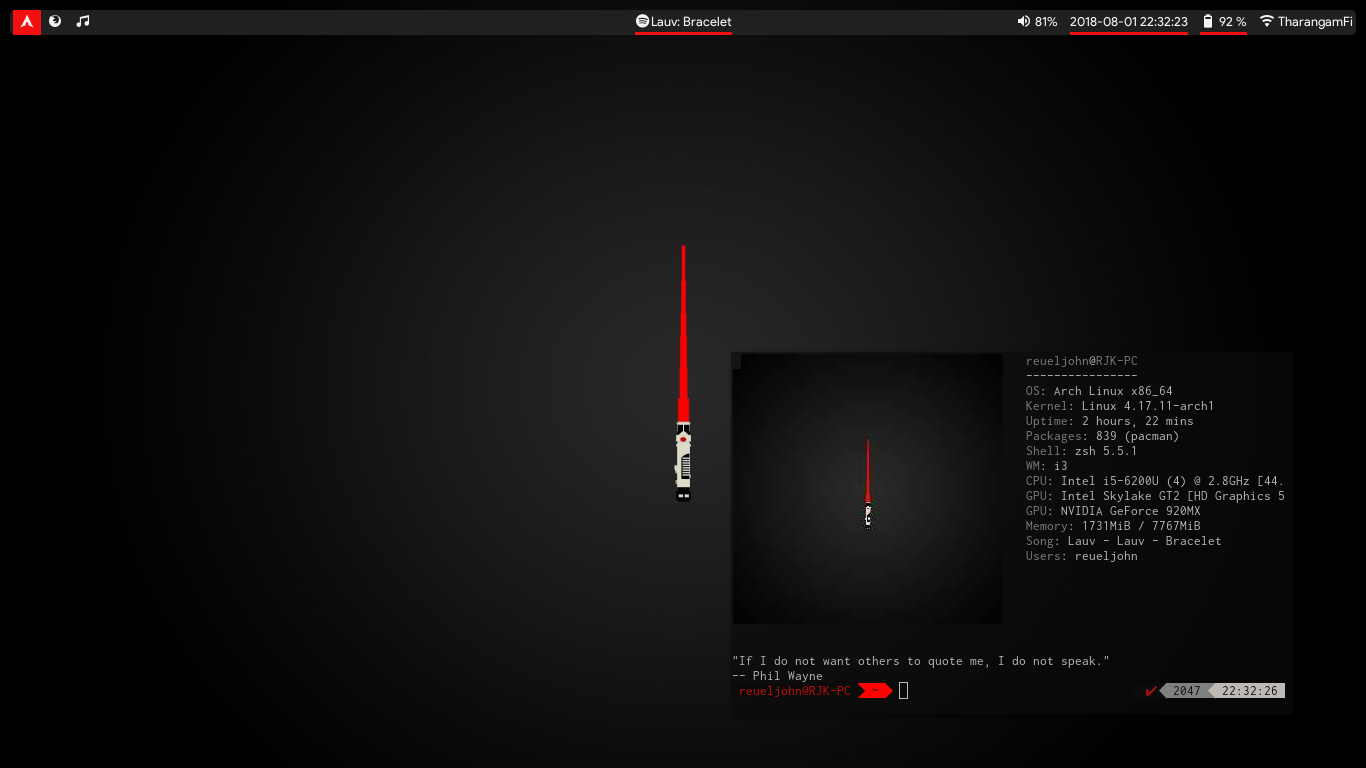 Lauv: Bracelet
81% 2018-08-01 22:32:23 92 % TharangamFi
reueljohn@RJK-PC
----------------
OS: Arch Linux x86_64
Kernel: Linux 4.17.11-arch1
Uptime: 2 hours, 22 mins
Packages: 839 (pacman)
Shell: zsh 5.5.1
WM: i3
CPU: Intel i5-6200U (4) @ 2.8GHz [44.
GPU: Intel Skylake GT2 [HD Graphics 5
GPU: NVIDIA GeForce 920MX
Memory: 1731MiB / 7767MiB
Song: Lauv - Lauv - Bracelet
Users: reueljohn
"If I do not want others to quote me, I do not speak."
-- Phil Wayne
reueljohn@RJK-PC ~ ✔ 2047 22:32:26